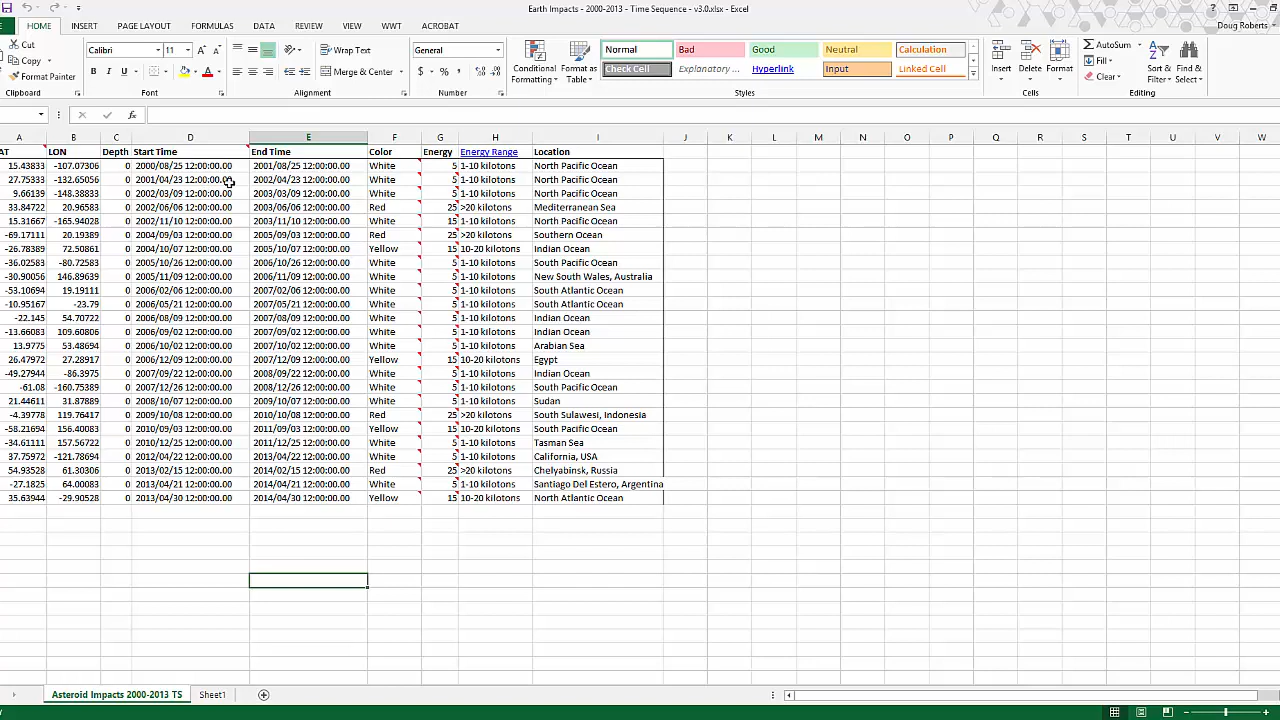 Earth Impacts - 2000-2013 - Time Sequence - v3.0.xlsx - Excel
HOME INSERT PAGE LAYOUT FORMULAS DATA REVIEW VIEW WWT ACROBAT Doug Roberts
Cut Calibri 11 Wrap Text General Normal Bad Good Neutral Calculation AutoSum
Copy Conditional Format as Insert Delete Format Fill Sort & Find &
Format Painter B I U Merge & Center $ % Formatting Table Check Cell Explanatory ... Hyperlink Input Linked Cell Clear Filter Select
Clipboard Font Alignment Number Styles Cells Editing
fx
A B C D E F G H I J K L M N O P Q R S T U V W
AT LON Depth Start Time End Time Color Energy Energy Range Location
15.43833 -107.07306 0 2000/08/25 12:00:00.00 2001/08/25 12:00:00.00 White 5 1-10 kilotons North Pacific Ocean
27.75333 -132.65056 0 2001/04/23 12:00:00.00 2002/04/23 12:00:00.00 White 5 1-10 kilotons North Pacific Ocean
9.66139 -148.38833 0 2002/03/09 12:00:00.00 2003/03/09 12:00:00.00 White 5 1-10 kilotons North Pacific Ocean
33.84722 20.96583 0 2002/06/06 12:00:00.00 2003/06/06 12:00:00.00 Red 25 >20 kilotons Mediterranean Sea
15.31667 -165.94028 0 2002/11/10 12:00:00.00 2003/11/10 12:00:00.00 White 15 1-10 kilotons North Pacific Ocean
-69.17111 20.19389 0 2004/09/03 12:00:00.00 2005/09/03 12:00:00.00 Red 25 >20 kilotons Southern Ocean
-26.78389 72.50861 0 2004/10/07 12:00:00.00 2005/10/07 12:00:00.00 Yellow 15 10-20 kilotons Indian Ocean
-36.02583 -80.72583 0 2005/10/26 12:00:00.00 2006/10/26 12:00:00.00 White 5 1-10 kilotons South Pacific Ocean
-30.90056 146.89639 0 2005/11/09 12:00:00.00 2006/11/09 12:00:00.00 White 5 1-10 kilotons New South Wales, Australia
-53.10694 19.19111 0 2006/02/06 12:00:00.00 2007/02/06 12:00:00.00 White 5 1-10 kilotons South Atlantic Ocean
-10.95167 -23.79 0 2006/05/21 12:00:00.00 2007/05/21 12:00:00.00 White 5 1-10 kilotons South Atlantic Ocean
-22.145 54.70722 0 2006/08/09 12:00:00.00 2007/08/09 12:00:00.00 White 5 1-10 kilotons Indian Ocean
-13.66083 109.60806 0 2006/09/02 12:00:00.00 2007/09/02 12:00:00.00 White 5 1-10 kilotons Indian Ocean
13.9775 53.48694 0 2006/10/02 12:00:00.00 2007/10/02 12:00:00.00 White 5 1-10 kilotons Arabian Sea
26.47972 27.28917 0 2006/12/09 12:00:00.00 2007/12/09 12:00:00.00 Yellow 15 10-20 kilotons Egypt
-49.27944 -86.3975 0 2007/09/22 12:00:00.00 2008/09/22 12:00:00.00 White 5 1-10 kilotons Indian Ocean
-61.08 -160.75389 0 2007/12/26 12:00:00.00 2008/12/26 12:00:00.00 White 5 1-10 kilotons South Pacific Ocean
21.44611 31.87889 0 2008/10/07 12:00:00.00 2009/10/07 12:00:00.00 White 5 1-10 kilotons Sudan
-4.39778 119.76417 0 2009/10/08 12:00:00.00 2010/10/08 12:00:00.00 Red 25 >20 kilotons South Sulawesi, Indonesia
-58.21694 156.40083 0 2010/09/03 12:00:00.00 2011/09/03 12:00:00.00 Yellow 15 10-20 kilotons South Pacific Ocean
-34.61111 157.56722 0 2010/12/25 12:00:00.00 2011/12/25 12:00:00.00 White 5 1-10 kilotons Tasman Sea
37.75972 -121.78694 0 2012/04/22 12:00:00.00 2013/04/22 12:00:00.00 White 5 1-10 kilotons California, USA
54.93528 61.30306 0 2013/02/15 12:00:00.00 2014/02/15 12:00:00.00 Red 25 >20 kilotons Chelyabinsk, Russia
-27.1825 64.00083 0 2013/04/21 12:00:00.00 2014/04/21 12:00:00.00 White 5 1-10 kilotons Santiago Del Estero, Argentina
35.63944 -29.90528 0 2013/04/30 12:00:00.00 2014/04/30 12:00:00.00 Yellow 15 10-20 kilotons North Atlantic Ocean
Asteroid Impacts 2000-2013 TS Sheet1